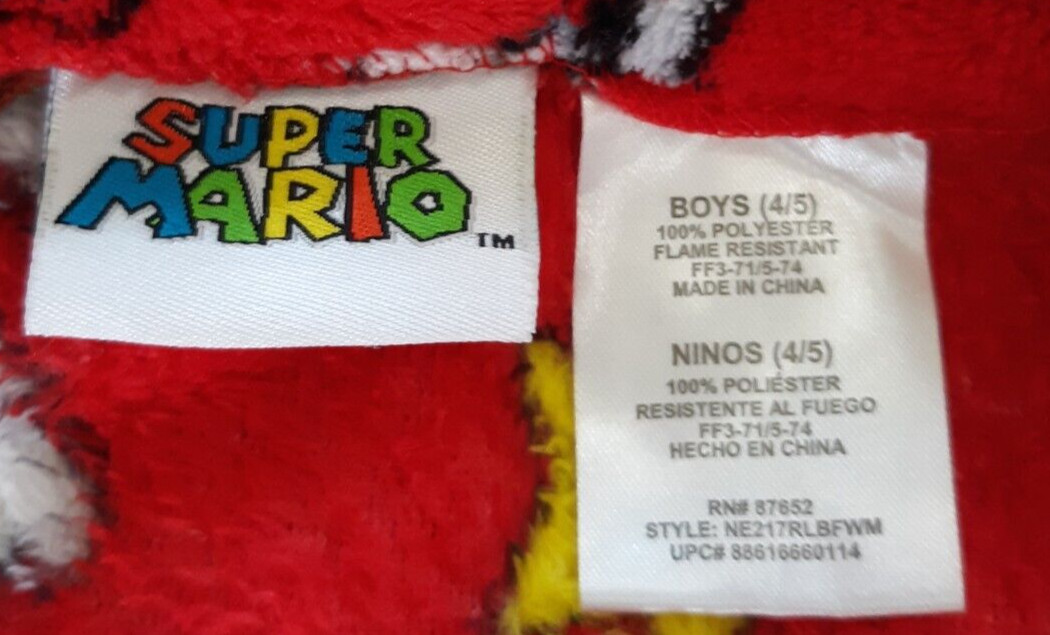 SUPER
MARIO
TM
BOYS (4/5)
100% POLYESTER
FLAME RESISTANT
FF3-71/5-74
MADE IN CHINA
NINOS (4/5)
100% POLIÉSTER
RESISTENTE AL FUEGO
FF3-71/5-74
HECHO EN CHINA
RN# 87652
STYLE: NE217RLBFWM
UPC# 88616660114